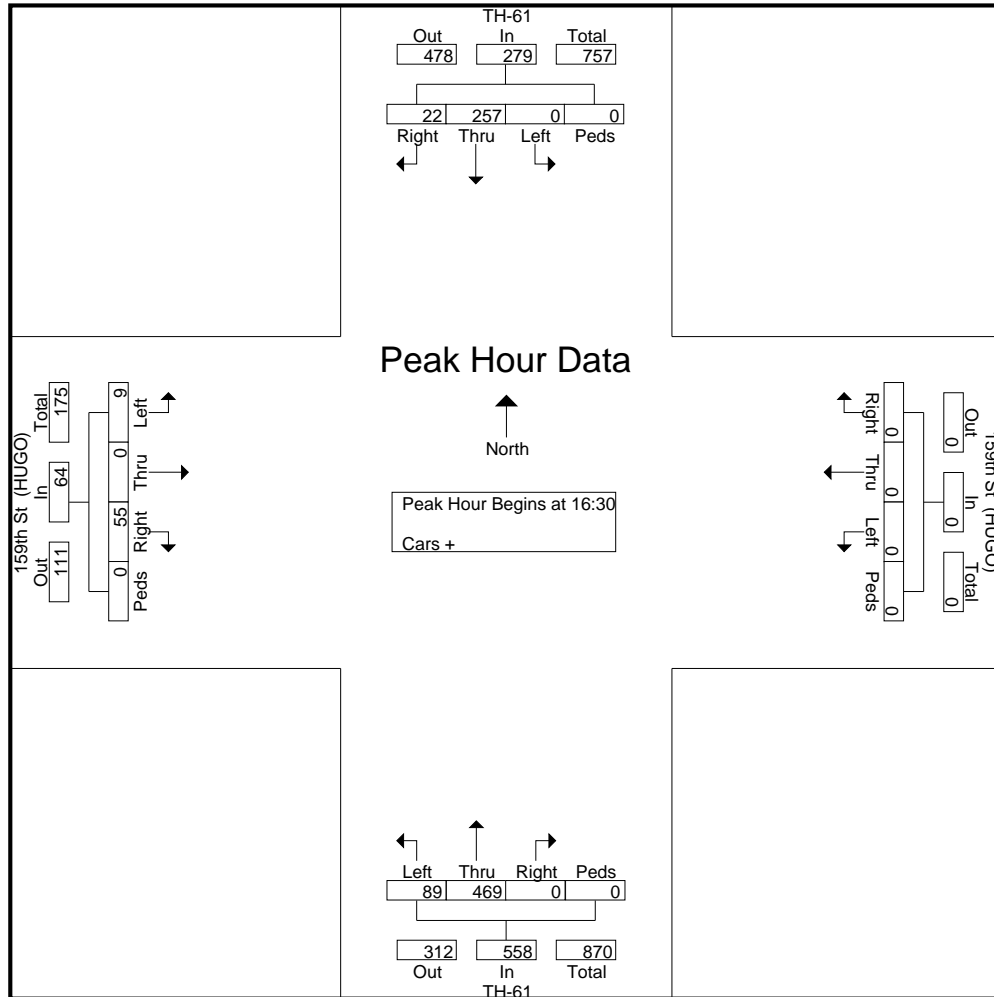 TH-61
Out In Total
478 279 757
22 257 0 0
Right Thru Left Peds
Peak Hour Data
North
Peak Hour Begins at 16:30
Cars +
159th St (HUGO)
Total In Out
175 64 111
9 0 55 0
Left Thru Right Peds
Right Thru Left Peds
0 0 0 0
Out In Total
0 0 0
159th St (HUGO)
Left Thru Right Peds
89 469 0 0
312 558 870
Out In Total
TH-61